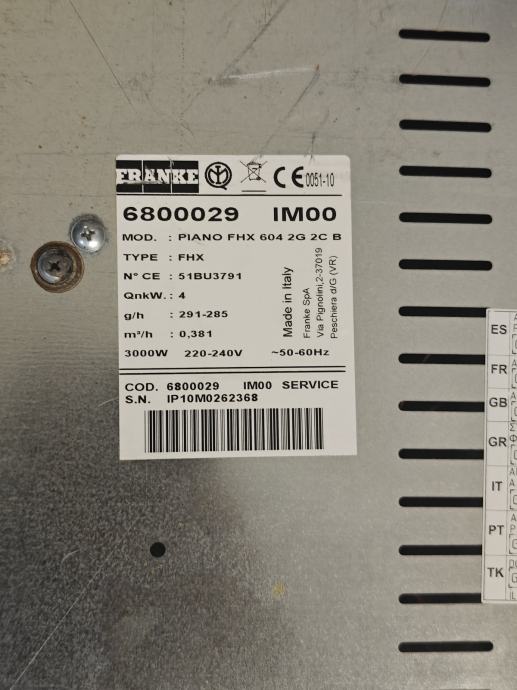 FRANKE
CE 0051-10
6800029 IM00
MOD. : PIANO FHX 604 2G 2C B
TYPE : FHX
N° CE : 51BU3791
QnkW. : 4
g/h : 291-285
m³/h : 0,381
3000W 220-240V ~50-60Hz
Made in Italy
Franke SpA
Via Pignolini,2-37019
Peschiera d/G (VR)
COD. 6800029 IM00 SERVICE
S.N. IP10M0262368
ES
FR
GB
GR
IT
PT
TK